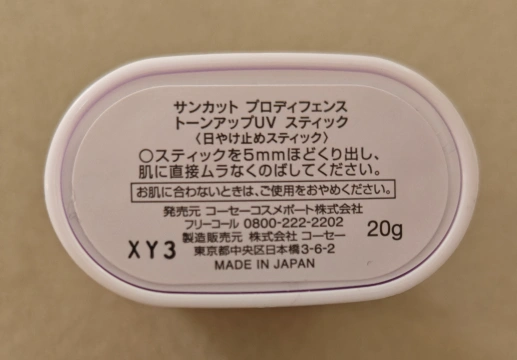 サンカット プロディフェンス
トーンアップUV スティック
〈日やけ止めスティック〉
○スティックを5mmほどくり出し、
肌に直接ムラなくのばしてください。
お肌に合わないときは、ご使用をおやめください。
発売元 コーセーコスメポート株式会社
フリーコール 0800-222-2202
製造販売元 株式会社 コーセー
東京都中央区日本橋3-6-2
MADE IN JAPAN
20g
XY3